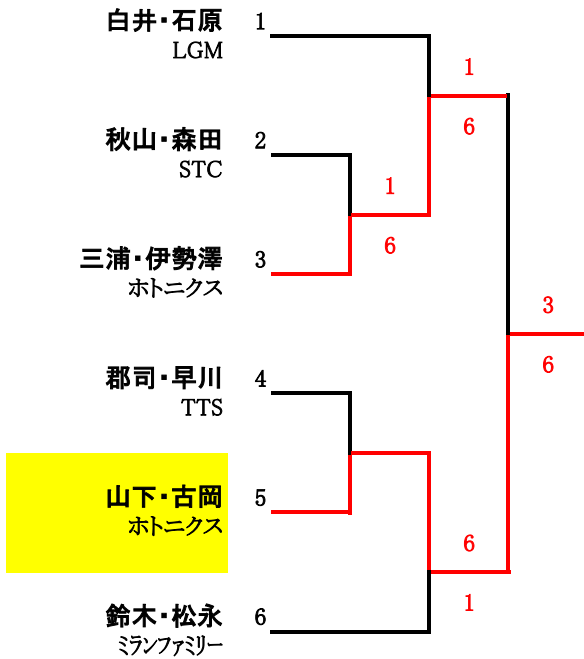 白井・石原 1
LGM
1
6
秋山・森田 2
STC
1
6
三浦・伊勢澤 3
ホトニクス
3
6
郡司・早川 4
TTS
山下・古岡 5
ホトニクス
6
1
鈴木・松永 6
ミランファミリー